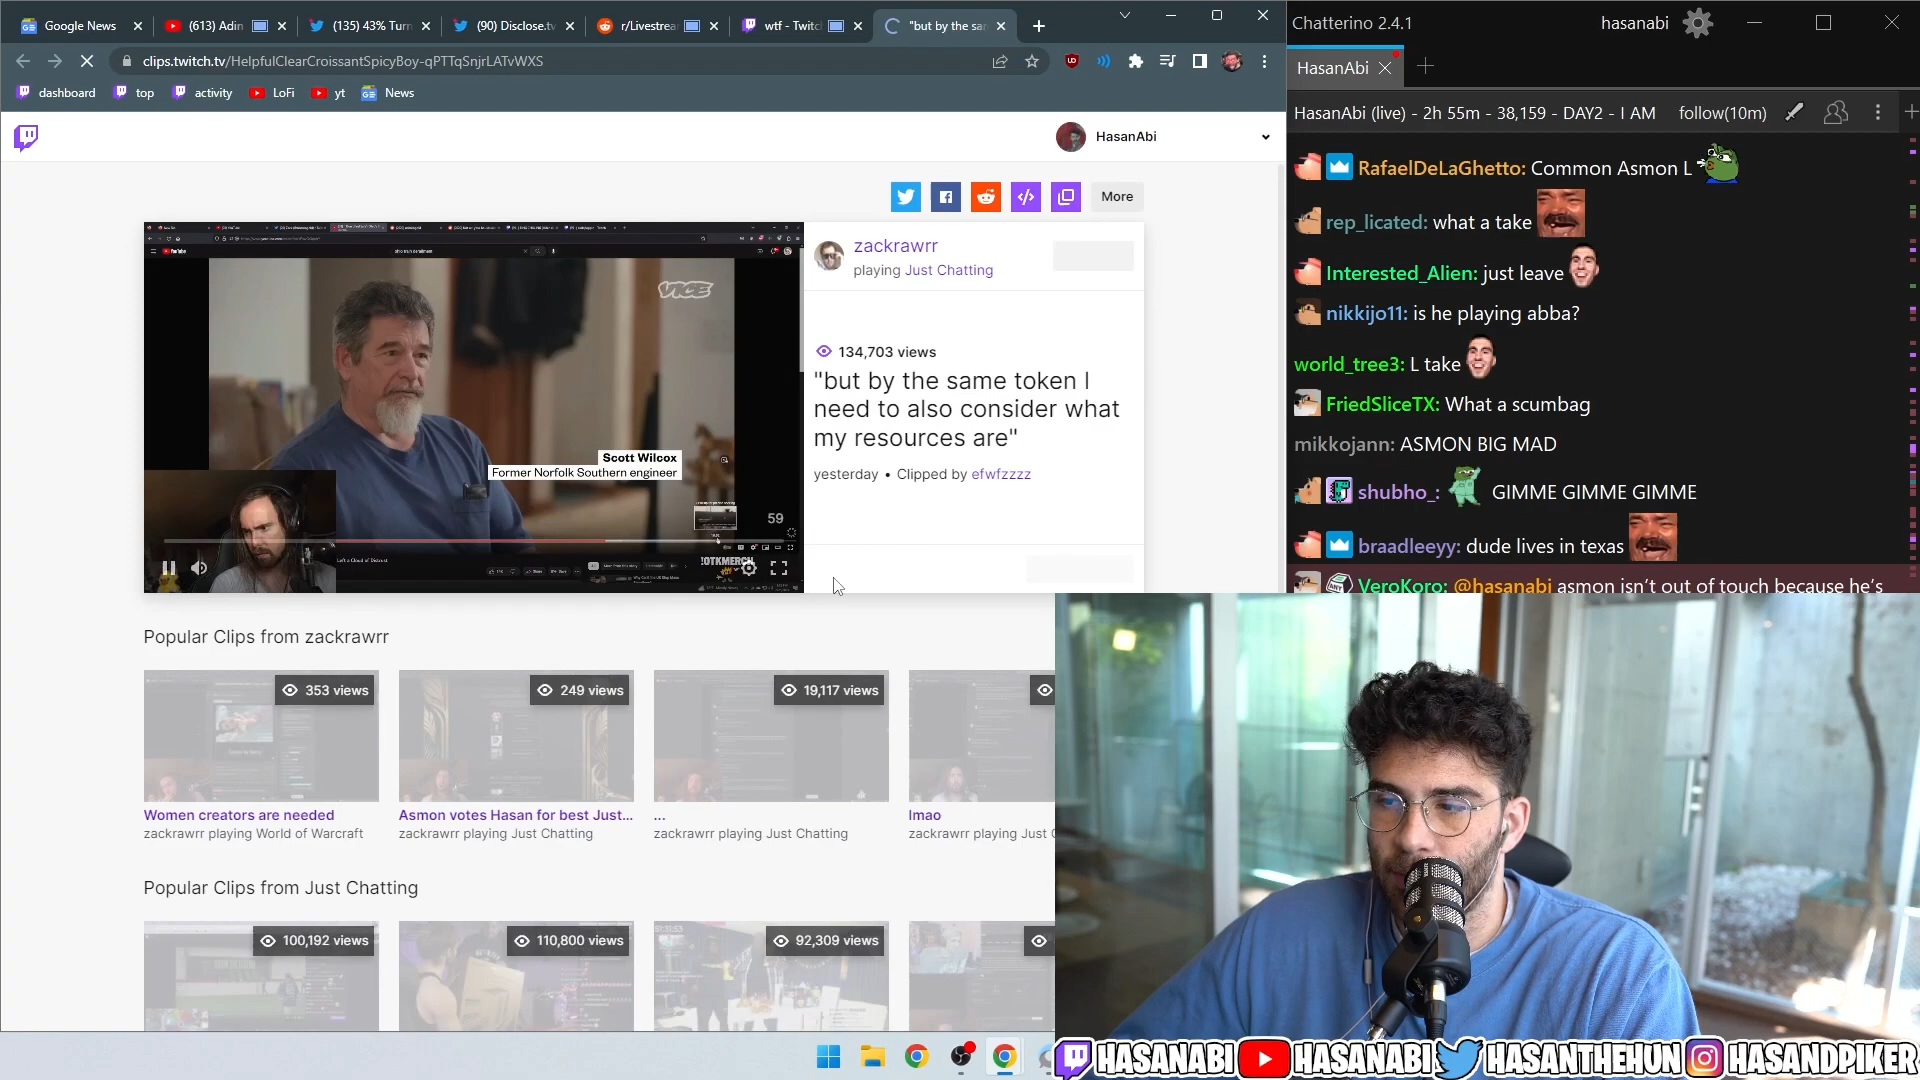 Google News
(613) Adin
(135) 43% Turn
(90) Disclose.tv
r/Livestrea
wtf - Twitc
"but by the sa
clips.twitch.tv/HelpfulClearCroissantSpicyBoy-qPTTqSnjrLATvWXS
dashboard
top
activity
LoFi
yt
News
HasanAbi
More
VICE
Scott Wilcox
Former Norfolk Southern engineer
59
zackrawrr
playing Just Chatting
134,703 views
"but by the same token I
need to also consider what
my resources are"
yesterday • Clipped by efwfzzzz
Popular Clips from zackrawrr
353 views
249 views
19,117 views
Women creators are needed
zackrawrr playing World of Warcraft
Asmon votes Hasan for best Just...
zackrawrr playing Just Chatting
...
zackrawrr playing Just Chatting
lmao
zackrawrr playing Just C
Popular Clips from Just Chatting
100,192 views
110,800 views
92,309 views
Chatterino 2.4.1
hasanabi
HasanAbi
HasanAbi (live) - 2h 55m - 38,159 - DAY2 - I AM
follow(10m)
RafaelDeLaGhetto: Common Asmon L
rep_licated: what a take
Interested_Alien: just leave
nikkijo11: is he playing abba?
world_tree3: L take
FriedSliceTX: What a scumbag
mikkojann: ASMON BIG MAD
shubho_: GIMME GIMME GIMME
braadleeyy: dude lives in texas
VeroKoro: @hasanabi asmon isn't out of touch because he's
HASANABI
HASANABI
HASANTHEHUN
HASANDPIKER